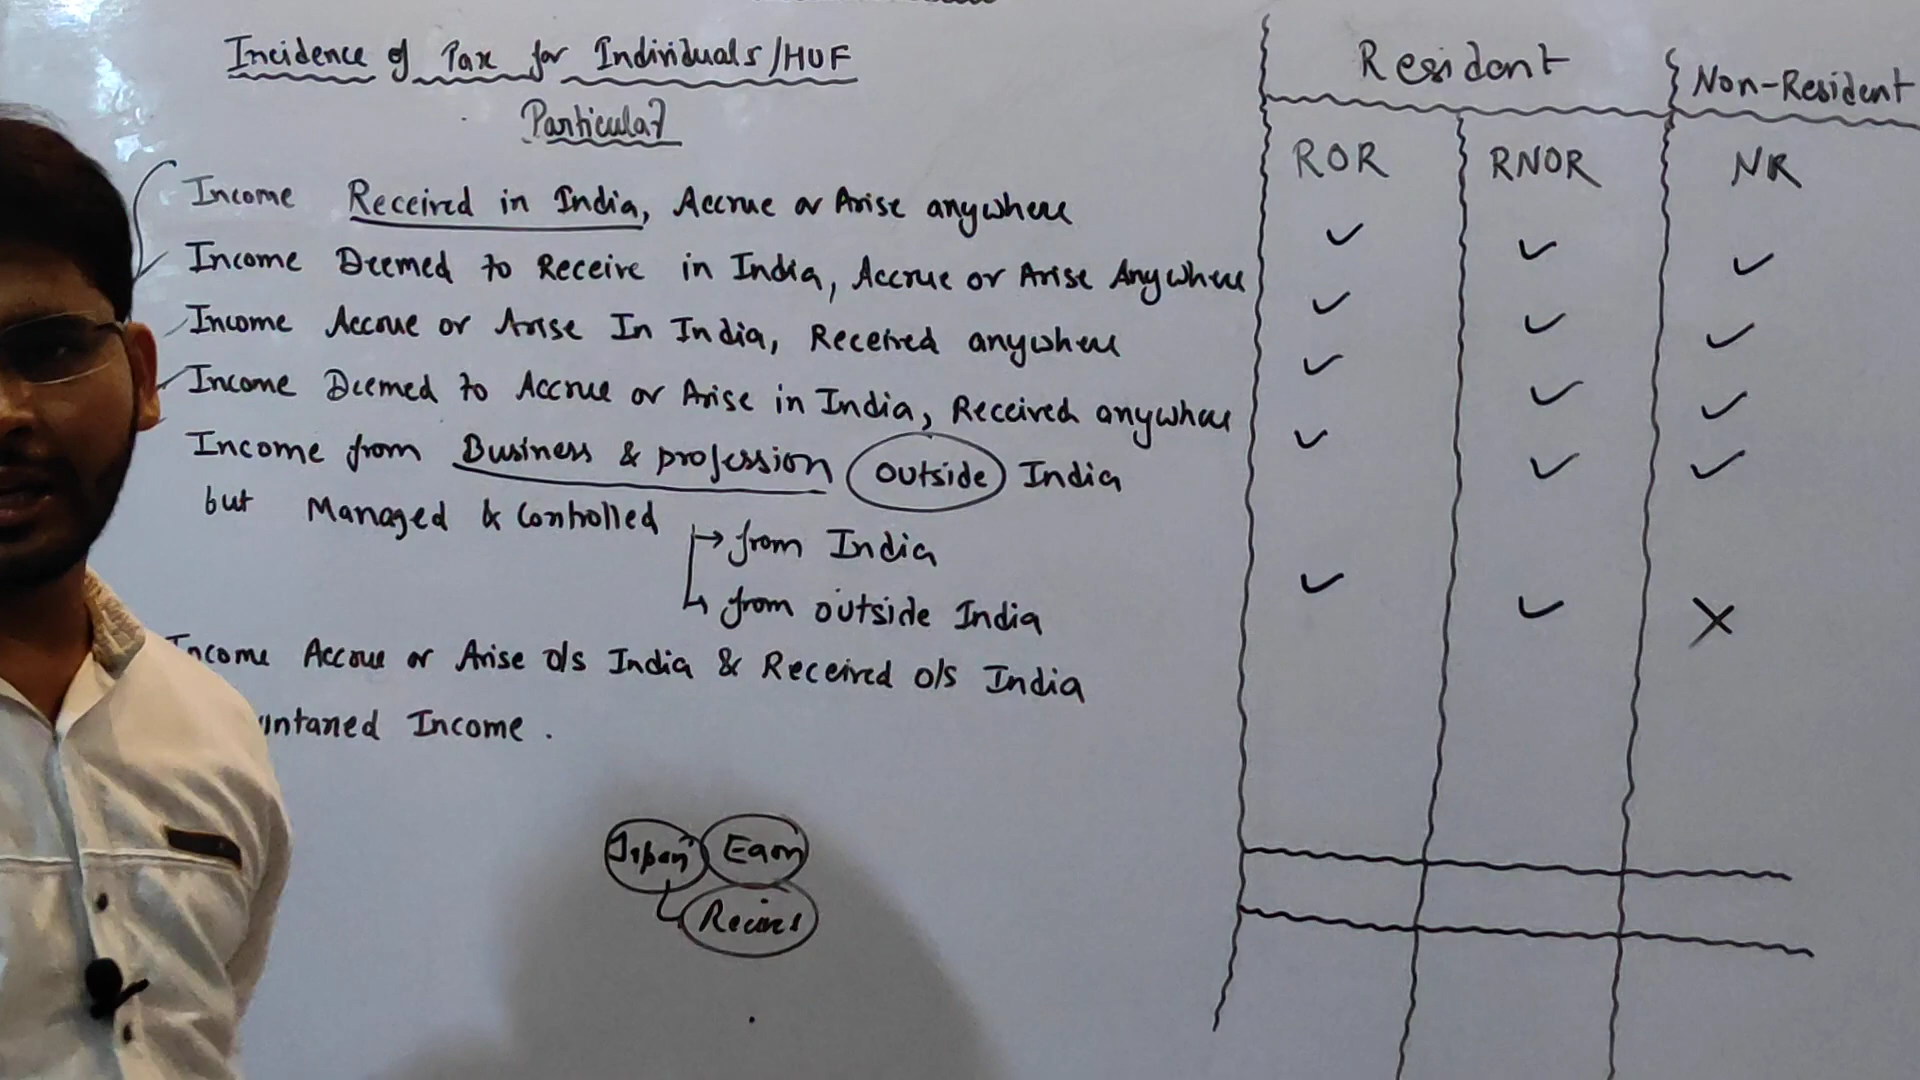 Incidence of Tax for Individuals/HUF
Particular
Income Received in India, Accrue or Arise anywhere
Income Deemed to Receive in India, Accrue or Arise Anywhere
Income Accrue or Arise In India, Received anywhere
Income Deemed to Accrue or Arise in India, Received anywhere
Income from Business & profession outside India
but Managed & Controlled
→ from India
↳ from outside India
Income Accrue or Arise o/s India & Received o/s India
untaxed Income.
Japan Earn
Resident Non-Resident
ROR RNOR NR
✓ ✓ ✓
✓ ✓ ✓
✓ ✓ ✓
✓ ✓ ✓
✓ ✓ X